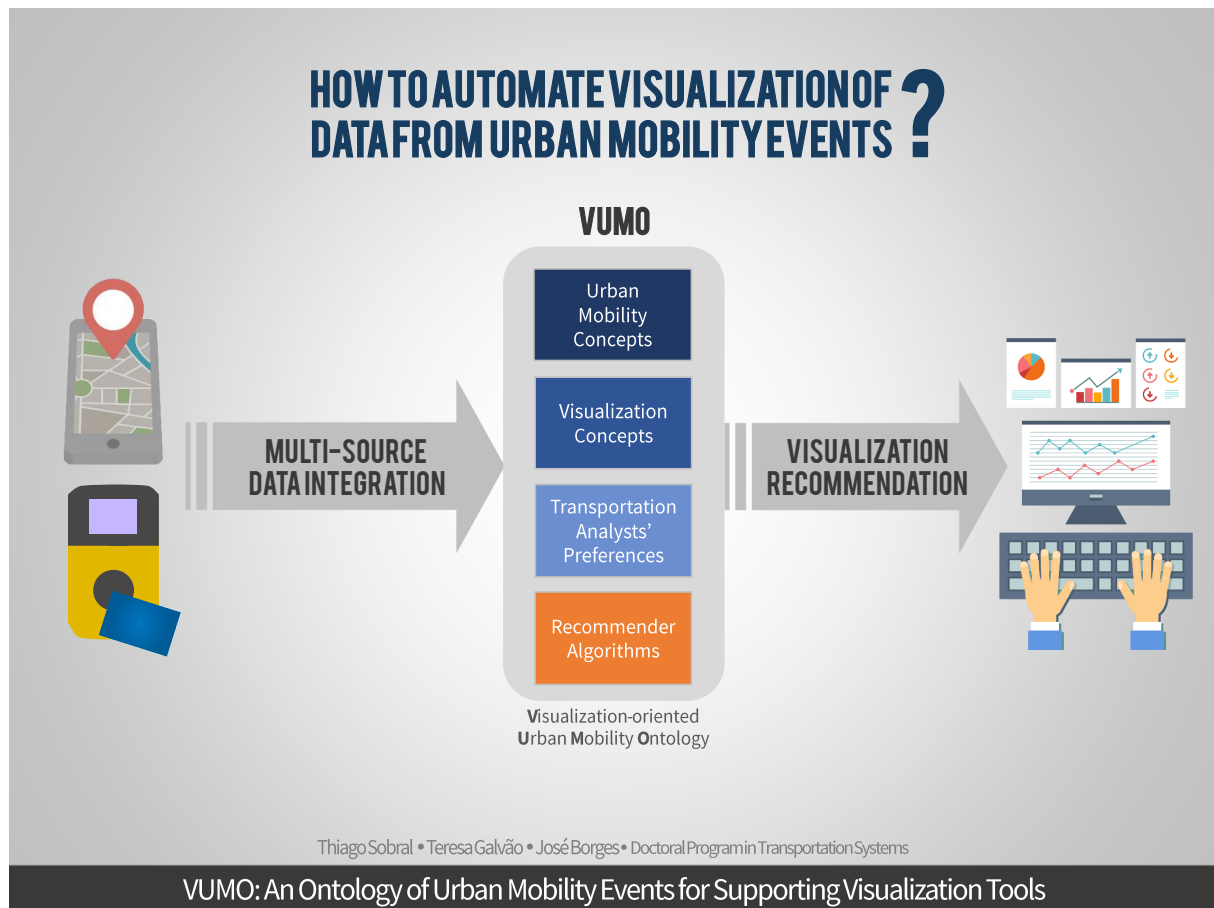 HOW TO AUTOMATE VISUALIZATION OF
DATA FROM URBAN MOBILITY EVENTS ?
VUMO
Urban
Mobility
Concepts
Visualization
Concepts
Transportation
Analysts’
Preferences
Recommender
Algorithms
MULTI-SOURCE
DATA INTEGRATION
VISUALIZATION
RECOMMENDATION
Visualization-oriented
Urban Mobility Ontology
Thiago Sobral • Teresa Galvão • José Borges • Doctoral Program in Transportation Systems
VUMO: An Ontology of Urban Mobility Events for Supporting Visualization Tools